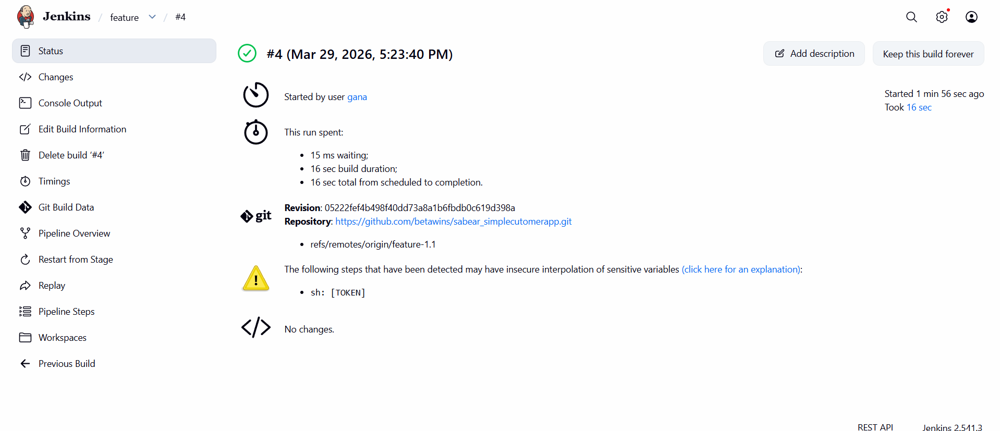 Jenkins / feature / #4
Status
Changes
Console Output
Edit Build Information
Delete build ‘#4’
Timings
Git Build Data
Pipeline Overview
Restart from Stage
Replay
Pipeline Steps
Workspaces
Previous Build
#4 (Mar 29, 2026, 5:23:40 PM)
Add description
Keep this build forever
Started by user gana
Started 1 min 56 sec ago
Took 16 sec
This run spent:
• 15 ms waiting;
• 16 sec build duration;
• 16 sec total from scheduled to completion.
git
Revision: 05222fef4b498f40dd73a8a1b6fbdb0c619d398a
Repository: https://github.com/betawins/sabear_simplecutomerapp.git
• refs/remotes/origin/feature-1.1
The following steps that have been detected may have insecure interpolation of sensitive variables (click here for an explanation):
• sh: [TOKEN]
No changes.
REST API
Jenkins 2.541.3